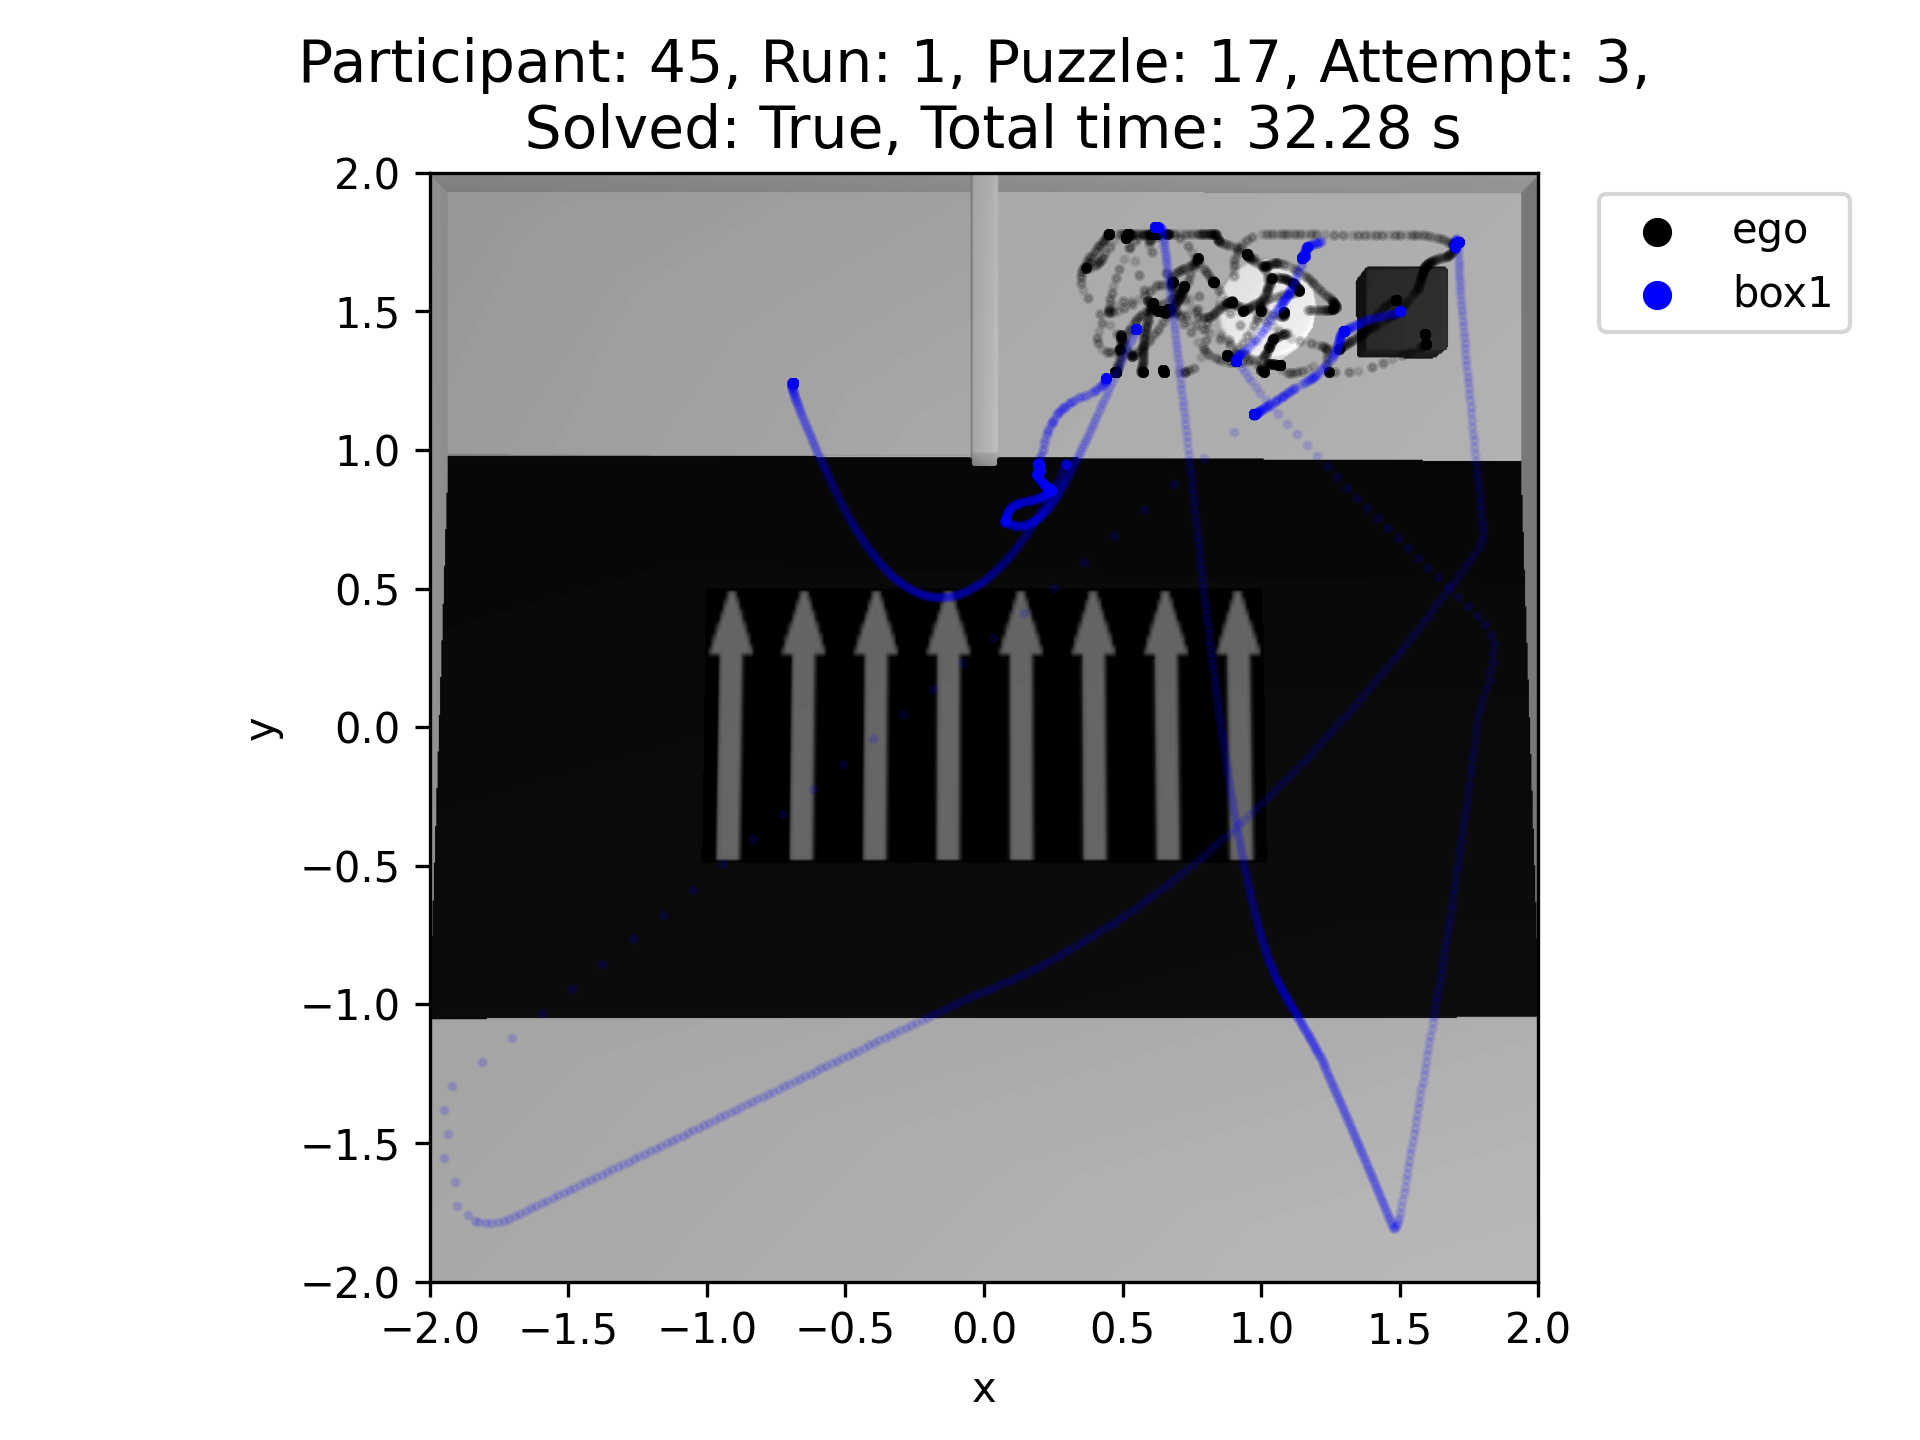 Participant: 45, Run: 1, Puzzle: 17, Attempt: 3,
Solved: True, Total time: 32.28 s
ego
box1
2.0
1.5
1.0
0.5
0.0
−0.5
−1.0
−1.5
−2.0
y
−2.0 −1.5 −1.0 −0.5 0.0 0.5 1.0 1.5 2.0
x